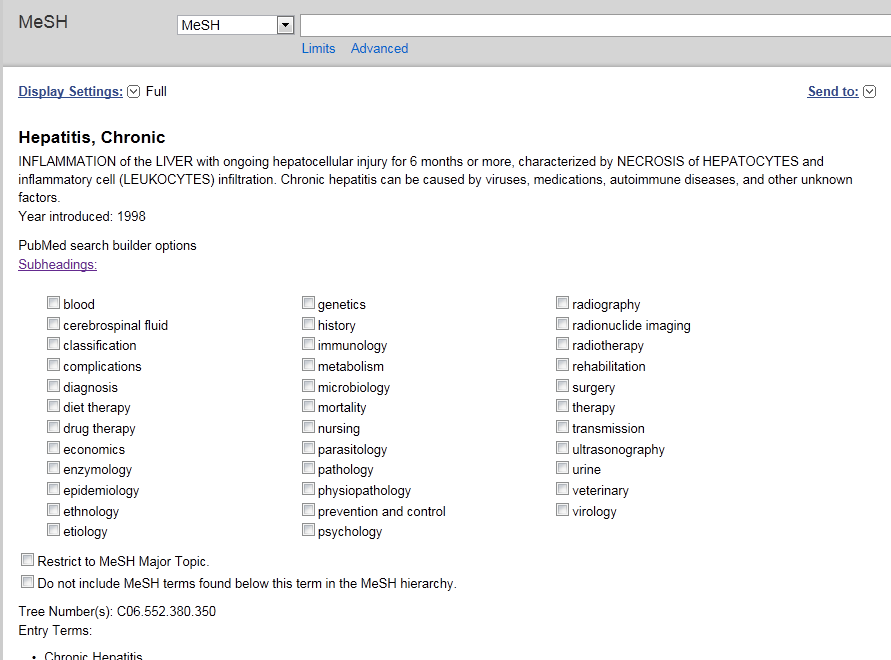 MeSH
MeSH
Limits Advanced
Display Settings: Full
Send to:
Hepatitis, Chronic
INFLAMMATION of the LIVER with ongoing hepatocellular injury for 6 months or more, characterized by NECROSIS of HEPATOCYTES and
inflammatory cell (LEUKOCYTES) infiltration. Chronic hepatitis can be caused by viruses, medications, autoimmune diseases, and other unknown
factors.
Year introduced: 1998
PubMed search builder options
Subheadings:
blood
cerebrospinal fluid
classification
complications
diagnosis
diet therapy
drug therapy
economics
enzymology
epidemiology
ethnology
etiology
genetics
history
immunology
metabolism
microbiology
mortality
nursing
parasitology
pathology
physiopathology
prevention and control
psychology
radiography
radionuclide imaging
radiotherapy
rehabilitation
surgery
therapy
transmission
ultrasonography
urine
veterinary
virology
Restrict to MeSH Major Topic.
Do not include MeSH terms found below this term in the MeSH hierarchy.
Tree Number(s): C06.552.380.350
Entry Terms:
• Chronic Hepatitis